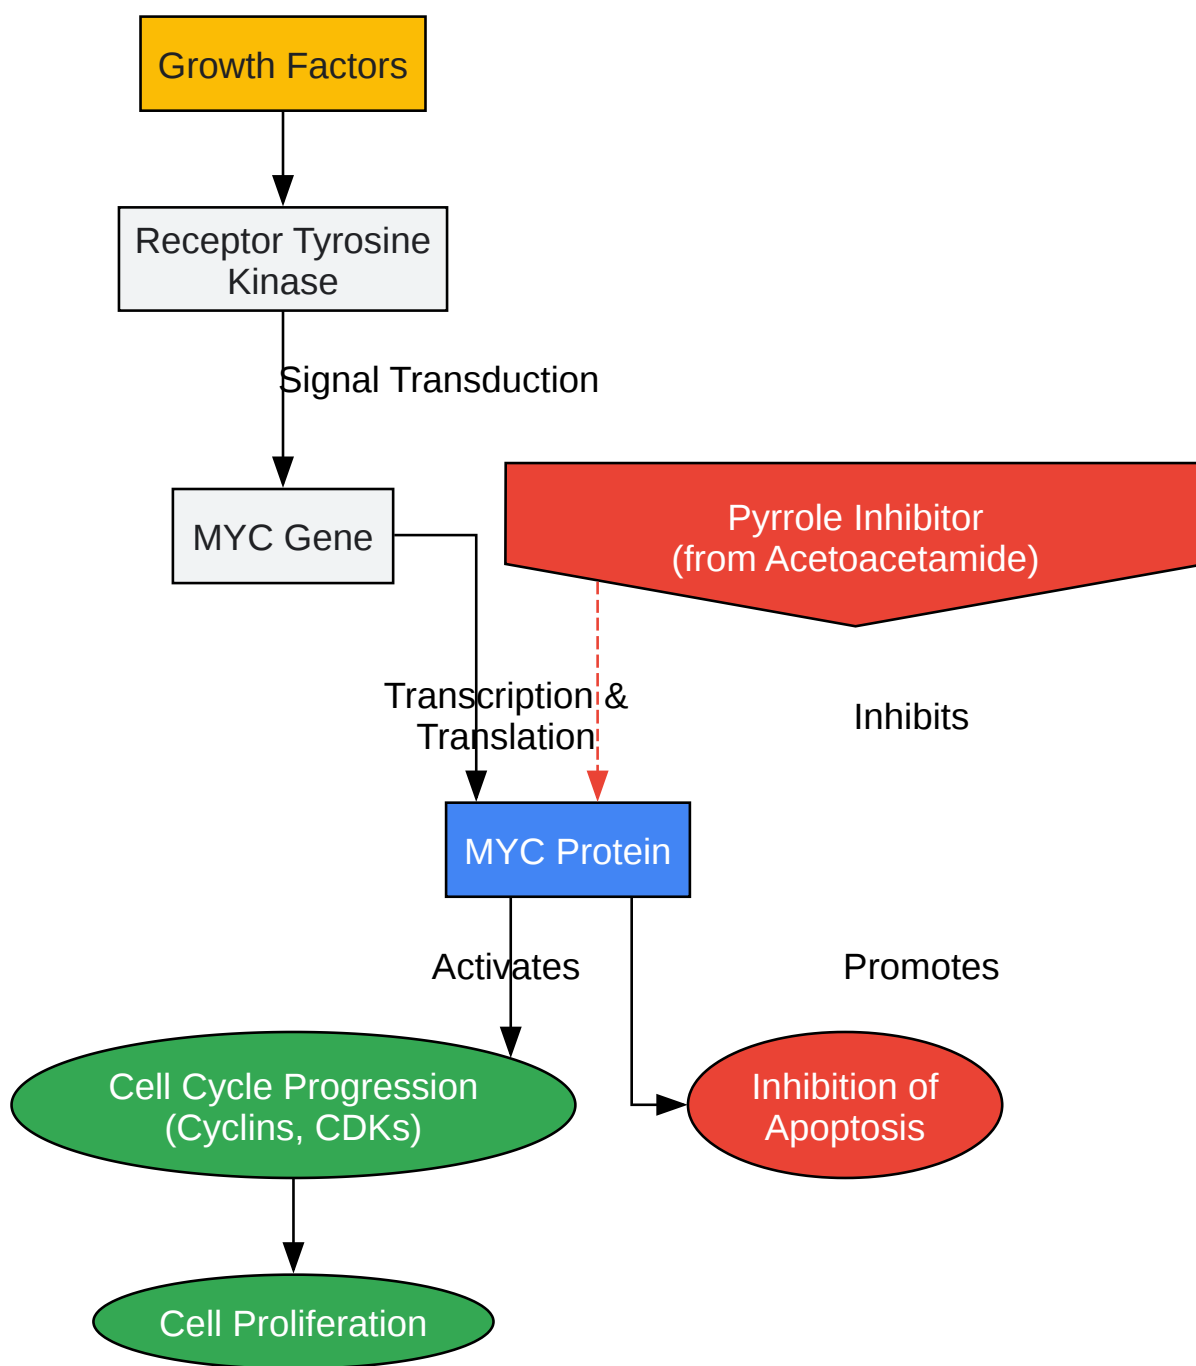 Growth Factors
Receptor Tyrosine
Kinase
Signal Transduction
MYC Gene
Pyrrole Inhibitor
(from Acetoacetamide)
Transcription &
Translation
Inhibits
MYC Protein
Activates
Promotes
Cell Cycle Progression
(Cyclins, CDKs)
Inhibition of
Apoptosis
Cell Proliferation